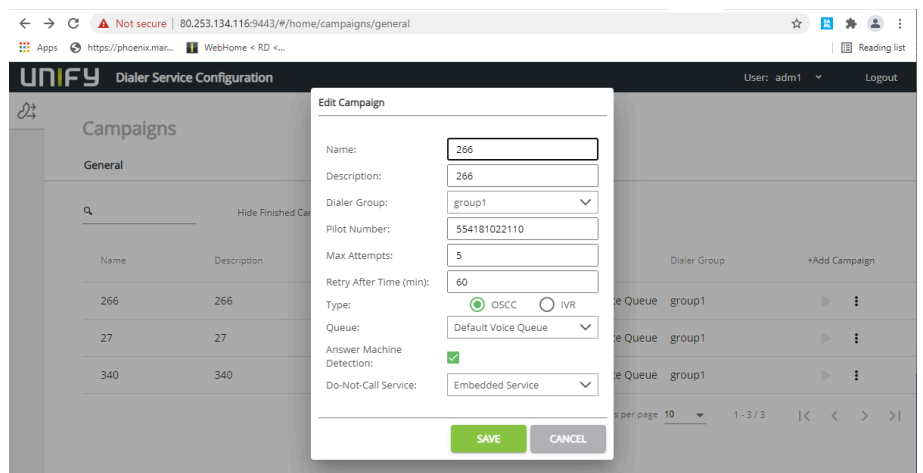 Not secure | 80.253.134.116:9443/#/home/campaigns/general
Apps https://phoenix.mar... WebHome < RD <... Reading list
UNIFY Dialer Service Configuration User: adm1 Logout
Edit Campaign
Campaigns
General
Name: 266
Description: 266
Dialer Group: group1
Hide Finished Car
Pilot Number: 554181022110
Max Attempts: 5
Name Description Dialer Group +Add Campaign
Retry After Time (min): 60
266 266 ce Queue group1
Type: OSCC IVR
Queue: Default Voice Queue
27 27 ce Queue group1
Answer Machine
Detection:
340 340 ce Queue group1
Do-Not-Call Service: Embedded Service
s per page 10 1 - 3 / 3
SAVE CANCEL